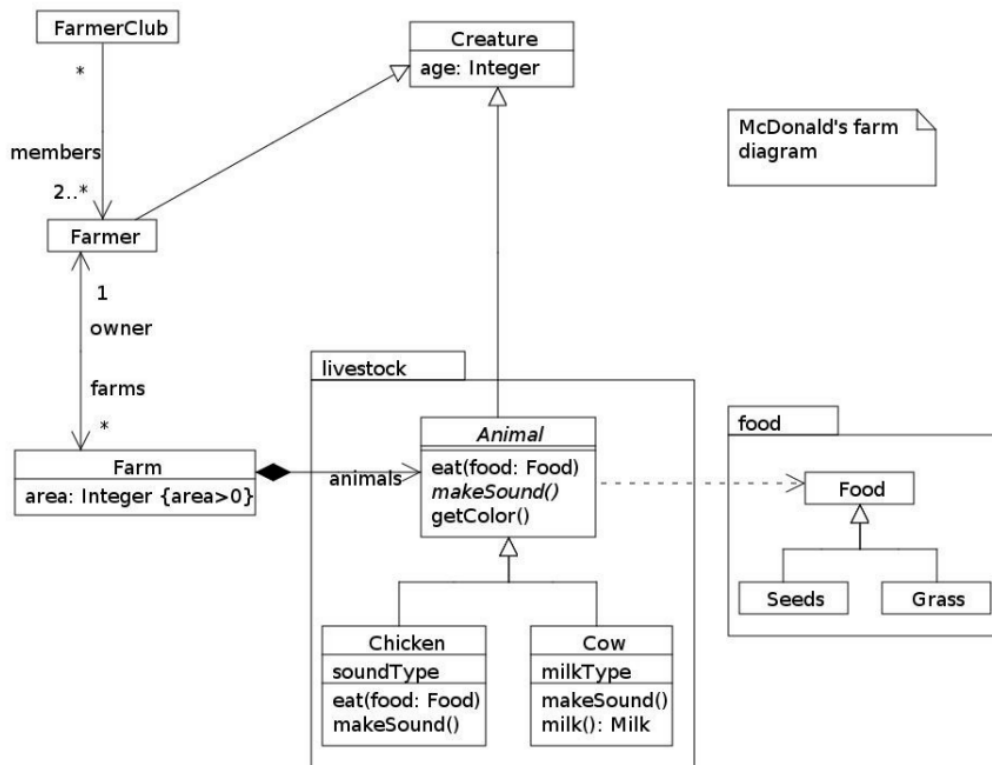 FarmerClub
*
members
2..*
Farmer
Creature
age: Integer
McDonald's farm
diagram
1
owner
farms
*
Farm
area: Integer {area>0}
animals
livestock
Animal
eat(food: Food)
makeSound()
getColor()
Chicken
soundType
eat(food: Food)
makeSound()
Cow
milkType
makeSound()
milk(): Milk
food
Food
Seeds
Grass